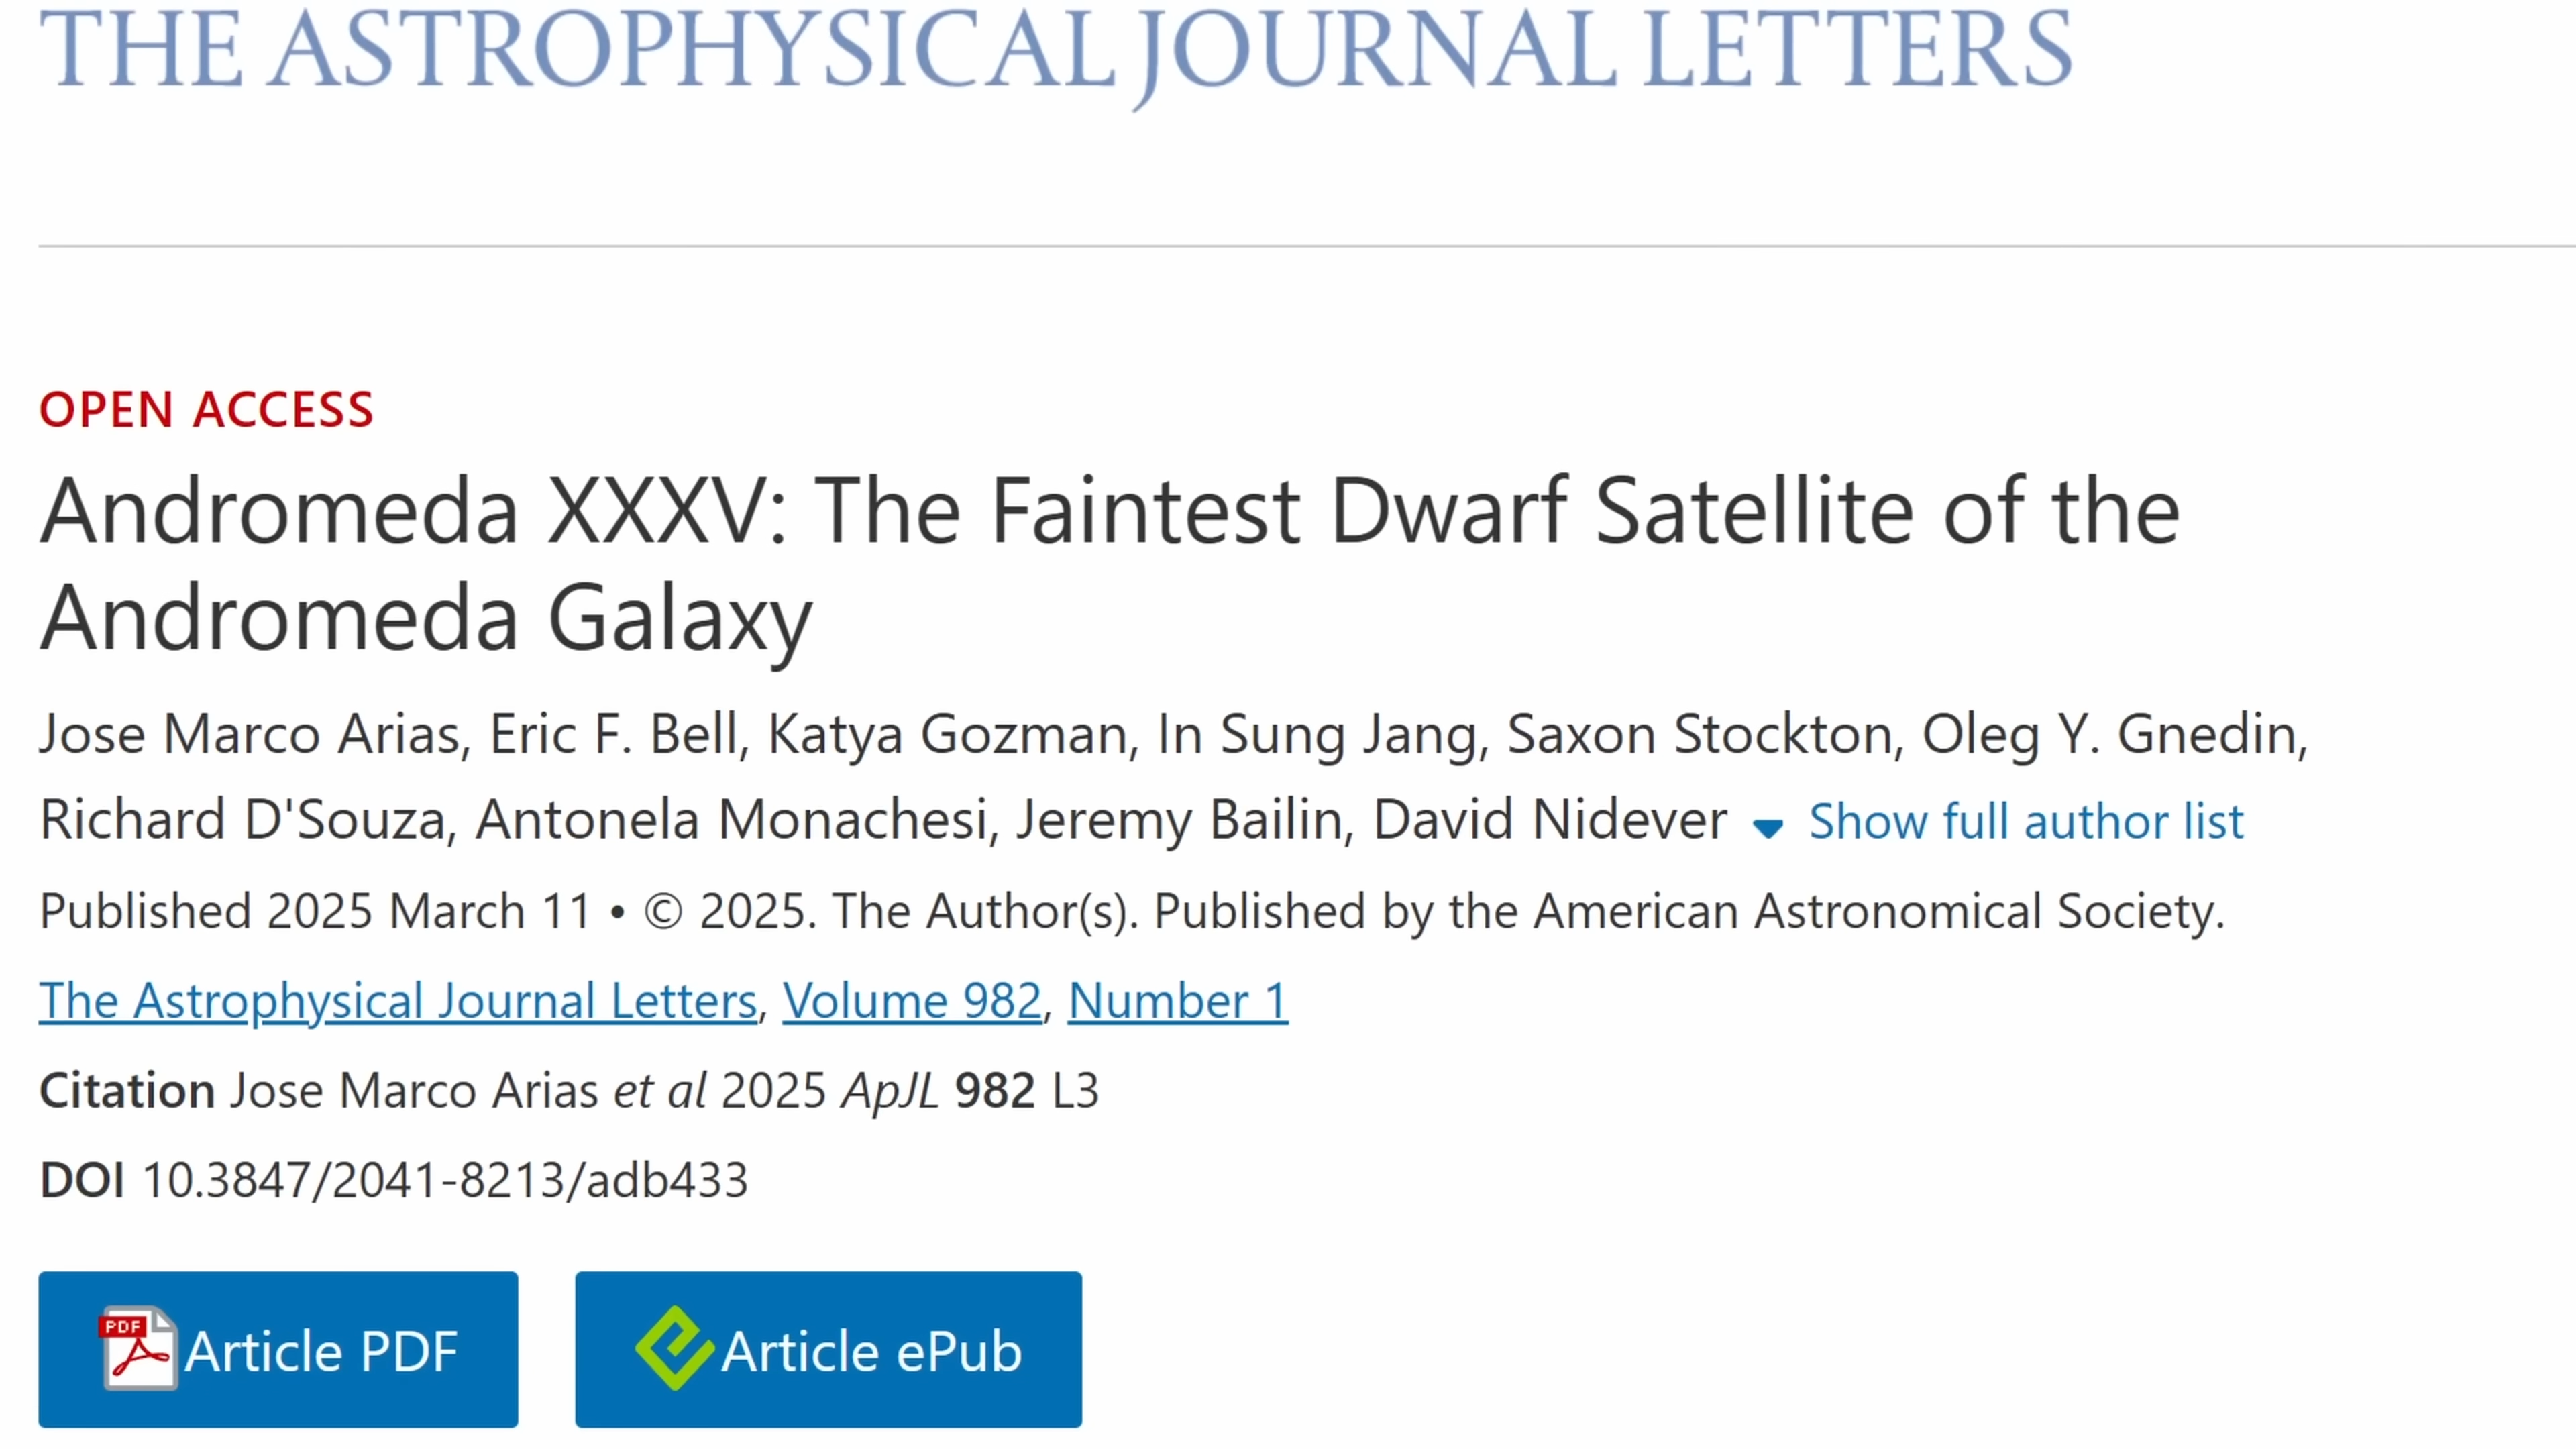 THE ASTROPHYSICAL JOURNAL LETTERS
OPEN ACCESS
Andromeda XXXV: The Faintest Dwarf Satellite of the
Andromeda Galaxy
Jose Marco Arias, Eric F. Bell, Katya Gozman, In Sung Jang, Saxon Stockton, Oleg Y. Gnedin,
Richard D'Souza, Antonela Monachesi, Jeremy Bailin, David Nidever Show full author list
Published 2025 March 11 • © 2025. The Author(s). Published by the American Astronomical Society.
The Astrophysical Journal Letters, Volume 982, Number 1
Citation Jose Marco Arias et al 2025 ApJL 982 L3
DOI 10.3847/2041-8213/adb433
PDF Article PDF Article ePub